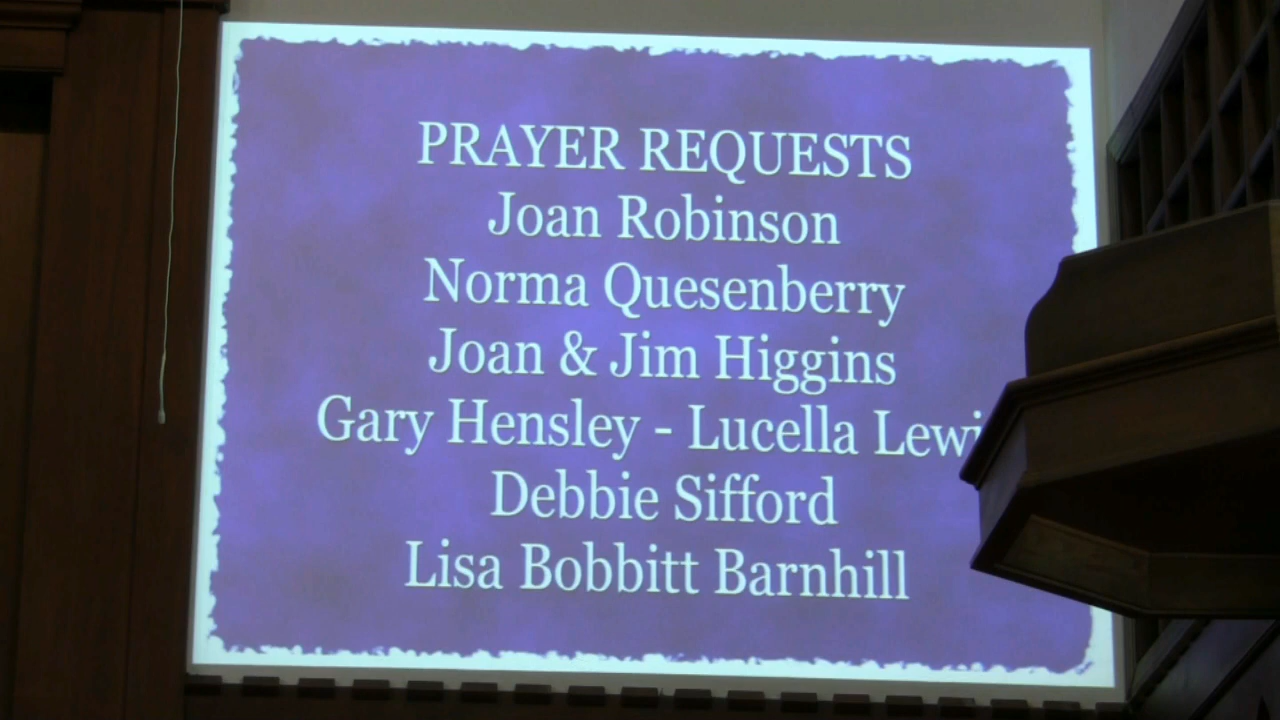 PRAYER REQUESTS
Joan Robinson
Norma Quesenberry
Joan & Jim Higgins
Gary Hensley - Lucella
Debbie Sifford
Lisa Bobbitt Barnhill